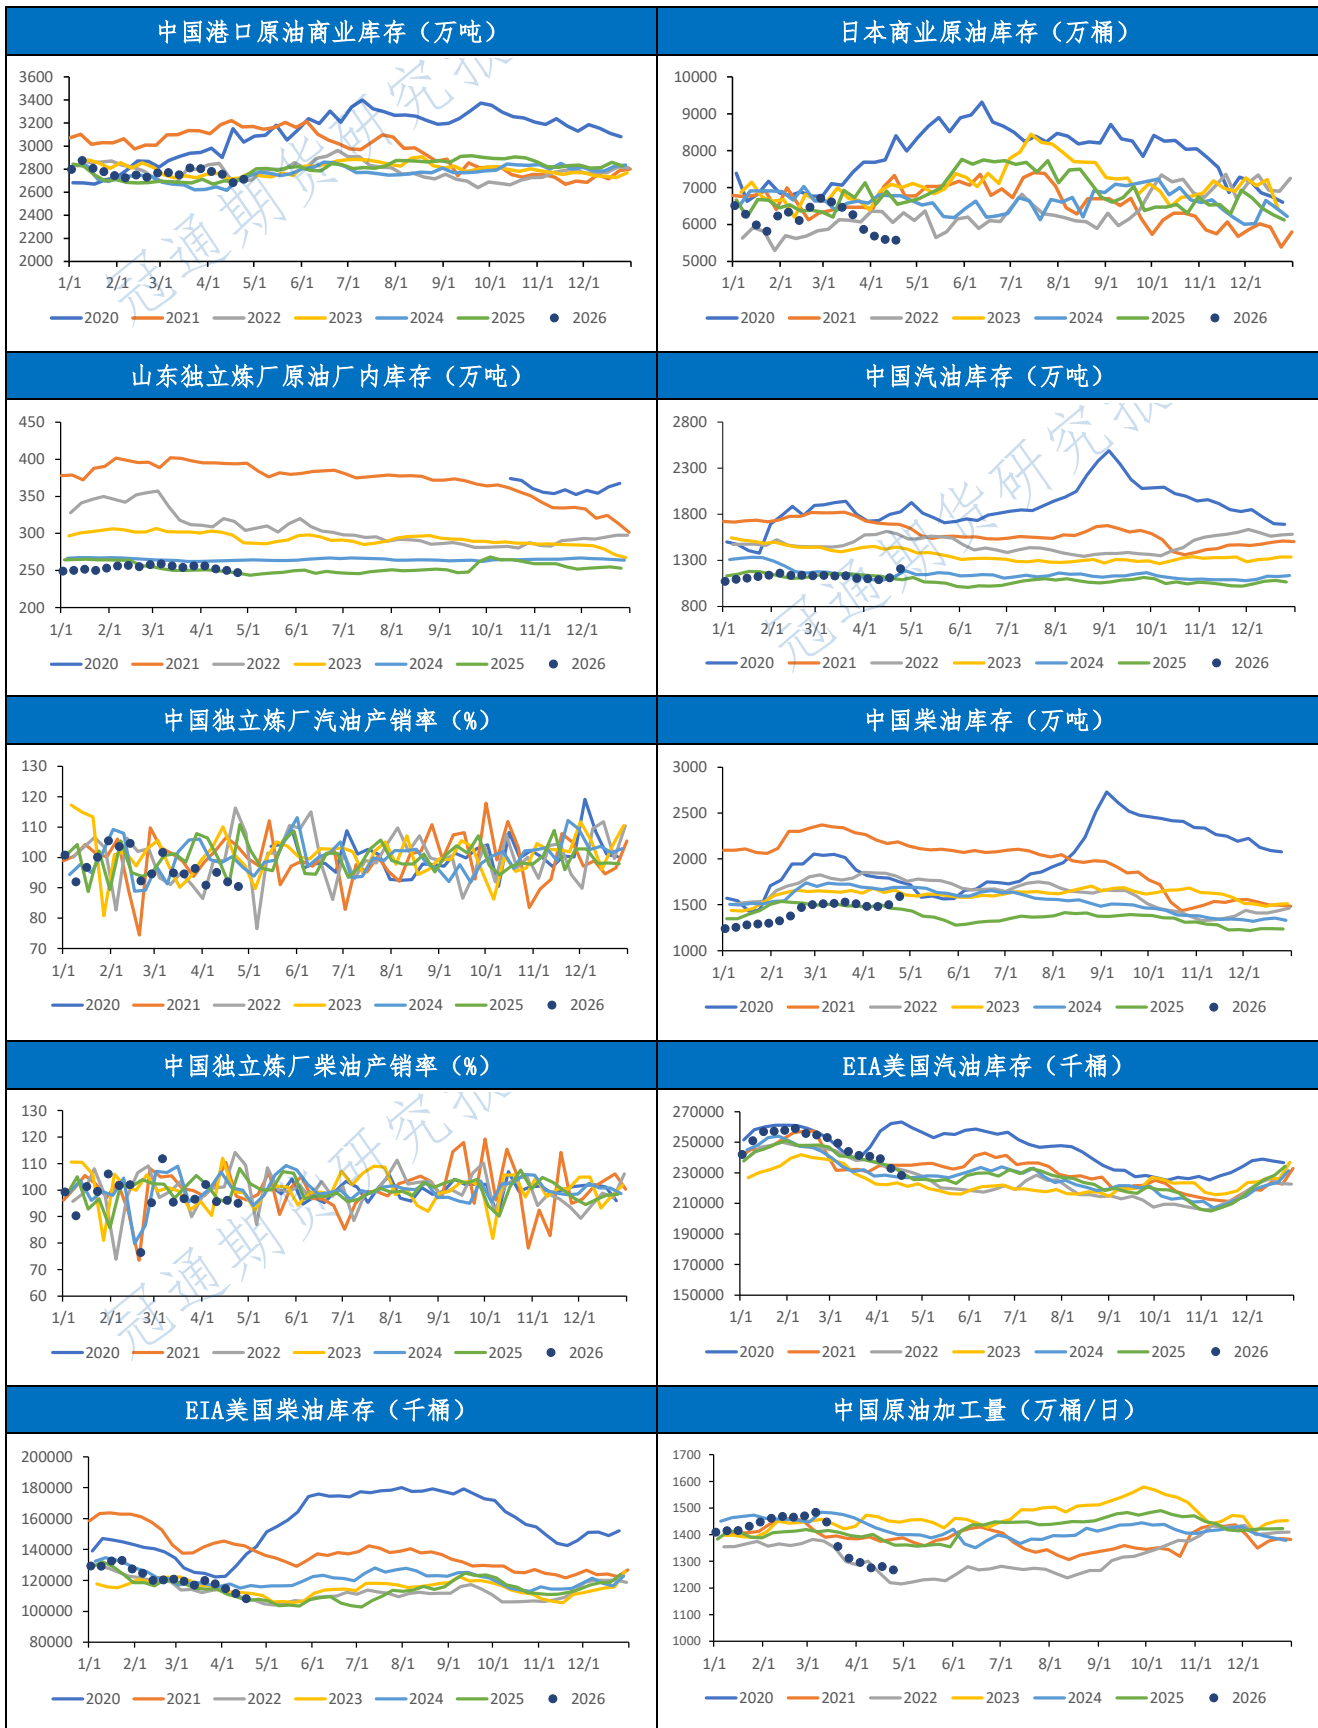 中国港口原油商业库存（万吨）
3600
3400
3200
3000
2800
2600
2400
2200
2000
1/1 2/1 3/1 4/1 5/1 6/1 7/1 8/1 9/1 10/1 11/1 12/1
2020 2021 2022 2023 2024 2025 2026
冠通期货研究报
日本商业原油库存（万桶）
10000
9000
8000
7000
6000
5000
1/1 2/1 3/1 4/1 5/1 6/1 7/1 8/1 9/1 10/1 11/1 12/1
2020 2021 2022 2023 2024 2025 2026
山东独立炼厂原油厂内库存（万吨）
450
400
350
300
250
200
1/1 2/1 3/1 4/1 5/1 6/1 7/1 8/1 9/1 10/1 11/1 12/1
2020 2021 2022 2023 2024 2025 2026
中国汽油库存（万吨）
2800
2300
1800
1300
800
1/1 2/1 3/1 4/1 5/1 6/1 7/1 8/1 9/1 10/1 11/1 12/1
2020 2021 2022 2023 2024 2025 2026
冠通期货研究报
中国独立炼厂汽油产销率（%）
130
120
110
100
90
80
70
1/1 2/1 3/1 4/1 5/1 6/1 7/1 8/1 9/1 10/1 11/1 12/1
2020 2021 2022 2023 2024 2025 2026
中国柴油库存（万吨）
3000
2500
2000
1500
1000
1/1 2/1 3/1 4/1 5/1 6/1 7/1 8/1 9/1 10/1 11/1 12/1
2020 2021 2022 2023 2024 2025 2026
中国独立炼厂柴油产销率（%）
130
120
110
100
90
80
70
60
1/1 2/1 3/1 4/1 5/1 6/1 7/1 8/1 9/1 10/1 11/1 12/1
2020 2021 2022 2023 2024 2025 2026
冠通期货研究报
EIA美国汽油库存（千桶）
270000
250000
230000
210000
190000
170000
150000
1/1 2/1 3/1 4/1 5/1 6/1 7/1 8/1 9/1 10/1 11/1 12/1
2020 2021 2022 2023 2024 2025 2026
EIA美国柴油库存（千桶）
200000
180000
160000
140000
120000
100000
80000
1/1 2/1 3/1 4/1 5/1 6/1 7/1 8/1 9/1 10/1 11/1 12/1
2020 2021 2022 2023 2024 2025 2026
中国原油加工量（万桶/日）
1700
1600
1500
1400
1300
1200
1100
1000
1/1 2/1 3/1 4/1 5/1 6/1 7/1 8/1 9/1 10/1 11/1 12/1
2020 2021 2022 2023 2024 2025 2026